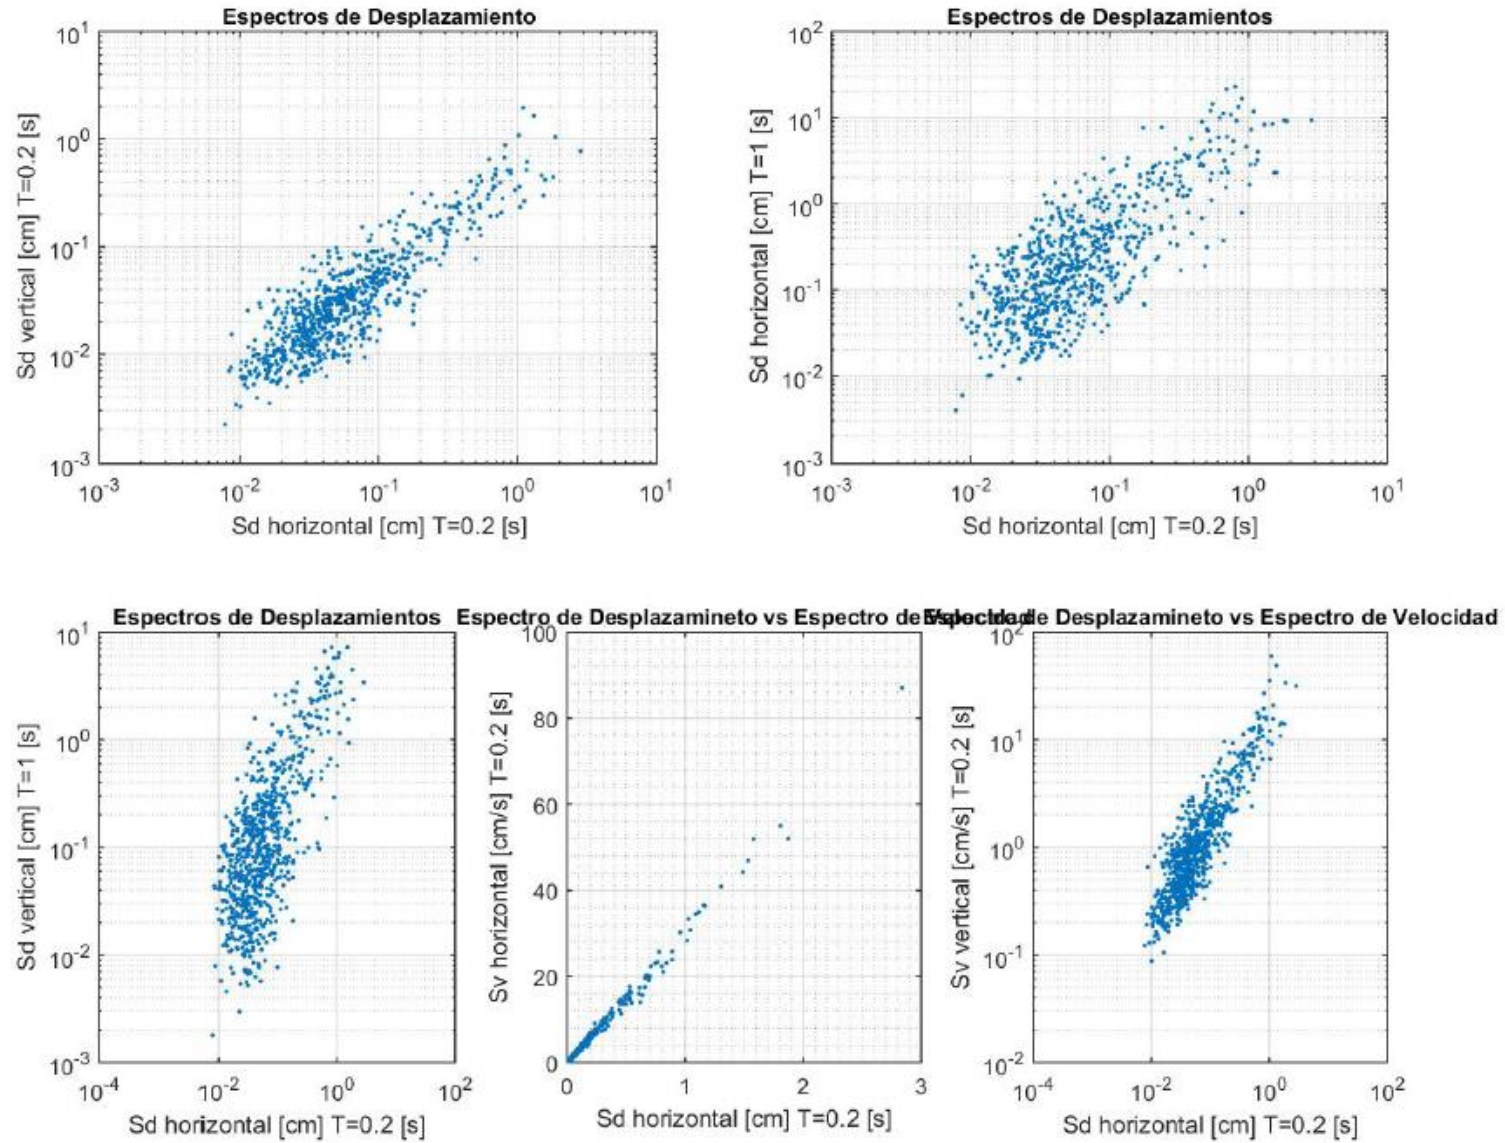 Espectros de Desplazamiento
10^1
10^0
10^-1
10^-2
10^-3
Sd vertical [cm] T=0.2 [s]
10^-3 10^-2 10^-1 10^0 10^1
Sd horizontal [cm] T=0.2 [s]
Espectros de Desplazamientos
10^2
10^1
10^0
10^-1
10^-2
10^-3
Sd horizontal [cm] T=1 [s]
10^-3 10^-2 10^-1 10^0 10^1
Sd horizontal [cm] T=0.2 [s]
Espectros de Desplazamientos
10^1
10^0
10^-1
10^-2
10^-3
Sd vertical [cm] T=1 [s]
10^-4 10^-2 10^0 10^2
Sd horizontal [cm] T=0.2 [s]
Espectro de Desplazamineto vs Espectro de
100
80
60
40
20
0
Sv horizontal [cm/s] T=0.2 [s]
0 1 2 3
Sd horizontal [cm] T=0.2 [s]
de Desplazamineto vs Espectro de Velocidad
10^2
10^1
10^0
10^-1
10^-2
Sv vertical [cm/s] T=0.2 [s]
10^-4 10^-2 10^0 10^2
Sd horizontal [cm] T=0.2 [s]